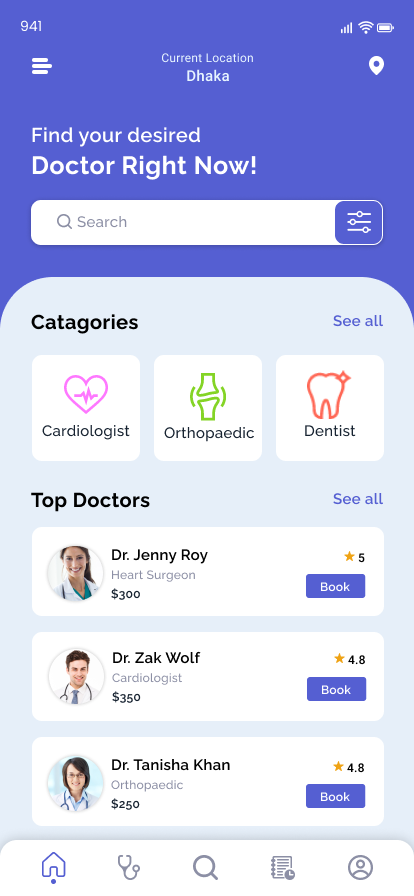 941
Current Location
Dhaka
Find your desired
Doctor Right Now!
Search
Catagories
See all
Cardiologist
Orthopaedic
Dentist
Top Doctors
See all
Dr. Jenny Roy
5
Heart Surgeon
$300
Book
Dr. Zak Wolf
4.8
Cardiologist
$350
Book
Dr. Tanisha Khan
4.8
Orthopaedic
$250
Book